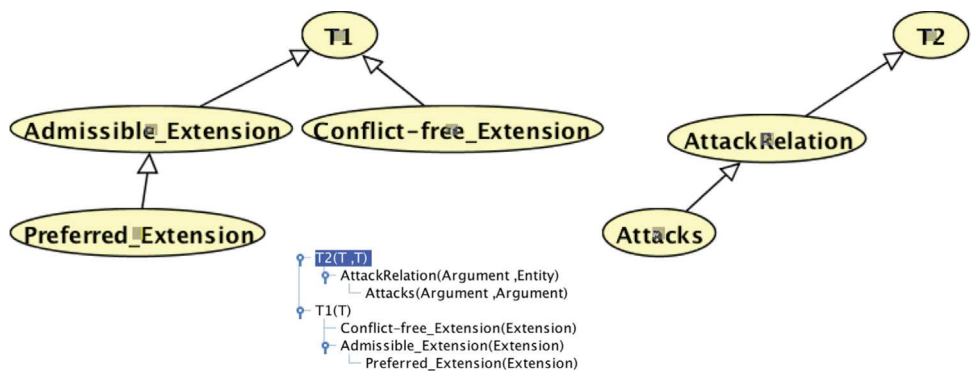 T1
T2
Admissible_Extension
Conflict-free_Extension
AttackRelation
Preferred_Extension
Attacks
T2(T ,T)
AttackRelation(Argument ,Entity)
Attacks(Argument ,Argument)
T1(T)
Conflict-free_Extension(Extension)
Admissible_Extension(Extension)
Preferred_Extension(Extension)